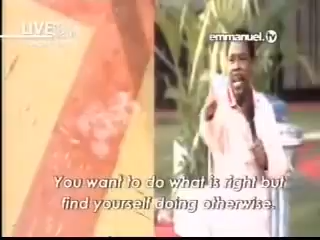 LIVE
emmanuel.tv
You want to do what is right but
find yourself doing otherwise.